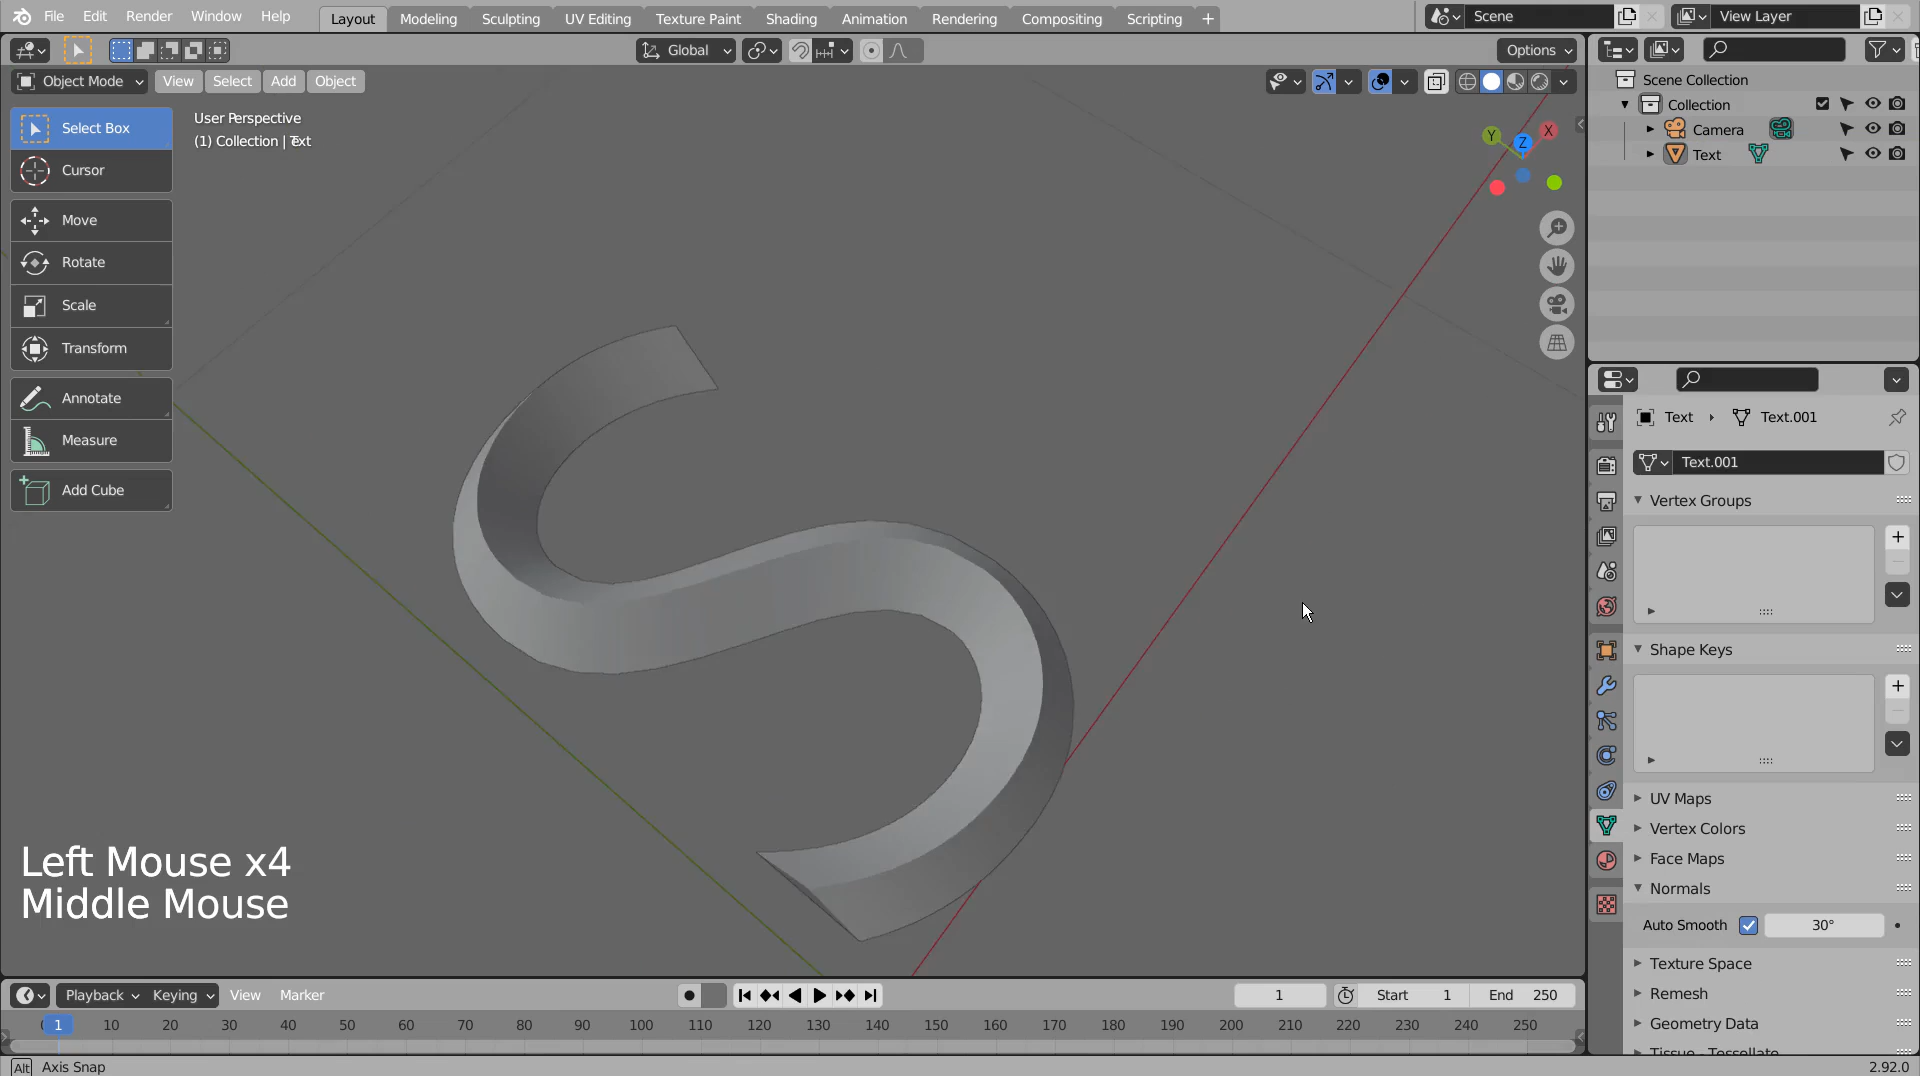 File Edit Render Window Help Layout Modeling Sculpting UV Editing Texture Paint Shading Animation Rendering Compositing Scripting + Scene View Layer
Global Options
Object Mode View Select Add Object
Select Box
Cursor
Move
Rotate
Scale
Transform
Annotate
Measure
Add Cube
User Perspective
(1) Collection | Text
Y Z X
Scene Collection
Collection
Camera
Text
Text Text.001
Text.001
Vertex Groups
Shape Keys
UV Maps
Vertex Colors
Face Maps
Normals
Auto Smooth 30°
Texture Space
Remesh
Geometry Data
Tissue - Tessellate
Left Mouse x4
Middle Mouse
Playback Keying View Marker 1 Start 1 End 250
1 10 20 30 40 50 60 70 80 90 100 110 120 130 140 150 160 170 180 190 200 210 220 230 240 250
Alt Axis Snap 2.92.0